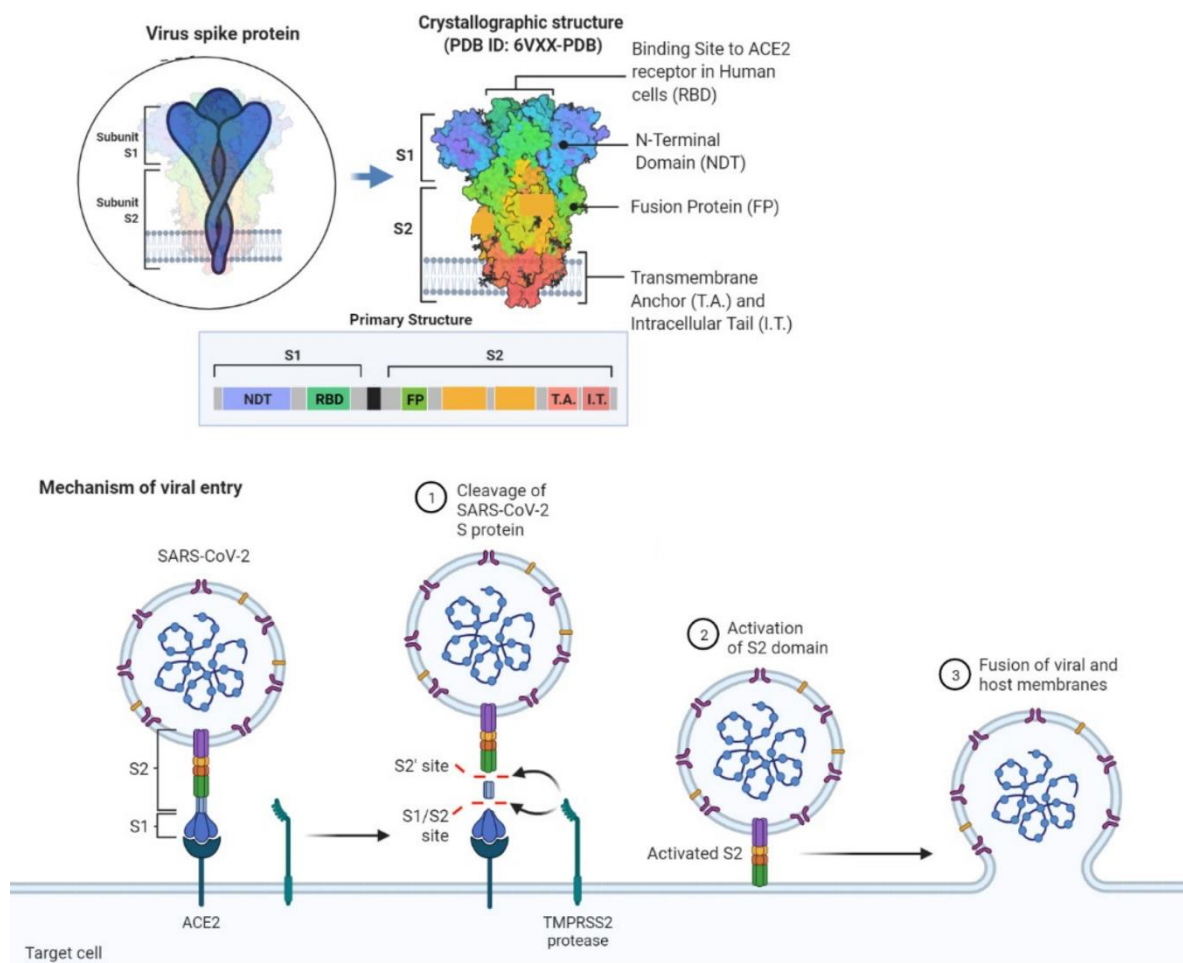 Virus spike protein
Subunit
S1
Subunit
S2
Crystallographic structure
(PDB ID: 6VXX-PDB)
S1
S2
Binding Site to ACE2
receptor in Human
cells (RBD)
N-Terminal
Domain (NDT)
Fusion Protein (FP)
Transmembrane
Anchor (T.A.) and
Intracellular Tail (I.T.)
Primary Structure
S1 S2
NDT RBD FP T.A. I.T.
Mechanism of viral entry
SARS-CoV-2
S2
S1
ACE2
1 Cleavage of
SARS-CoV-2
S protein
S2' site
S1/S2
site
TMPRSS2
protease
2 Activation
of S2 domain
Activated S2
3 Fusion of viral and
host membranes
Target cell